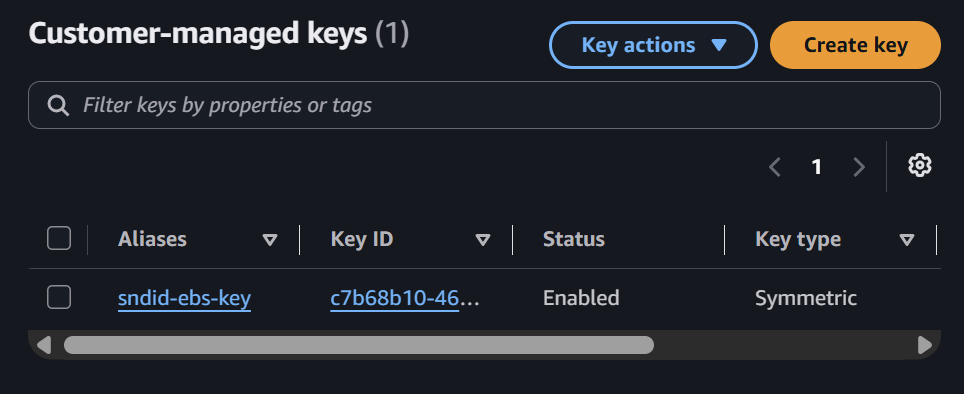 Customer-managed keys (1)
Key actions
Create key
Filter keys by properties or tags
1
Aliases Key ID Status Key type
sndid-ebs-key c7b68b10-46... Enabled Symmetric